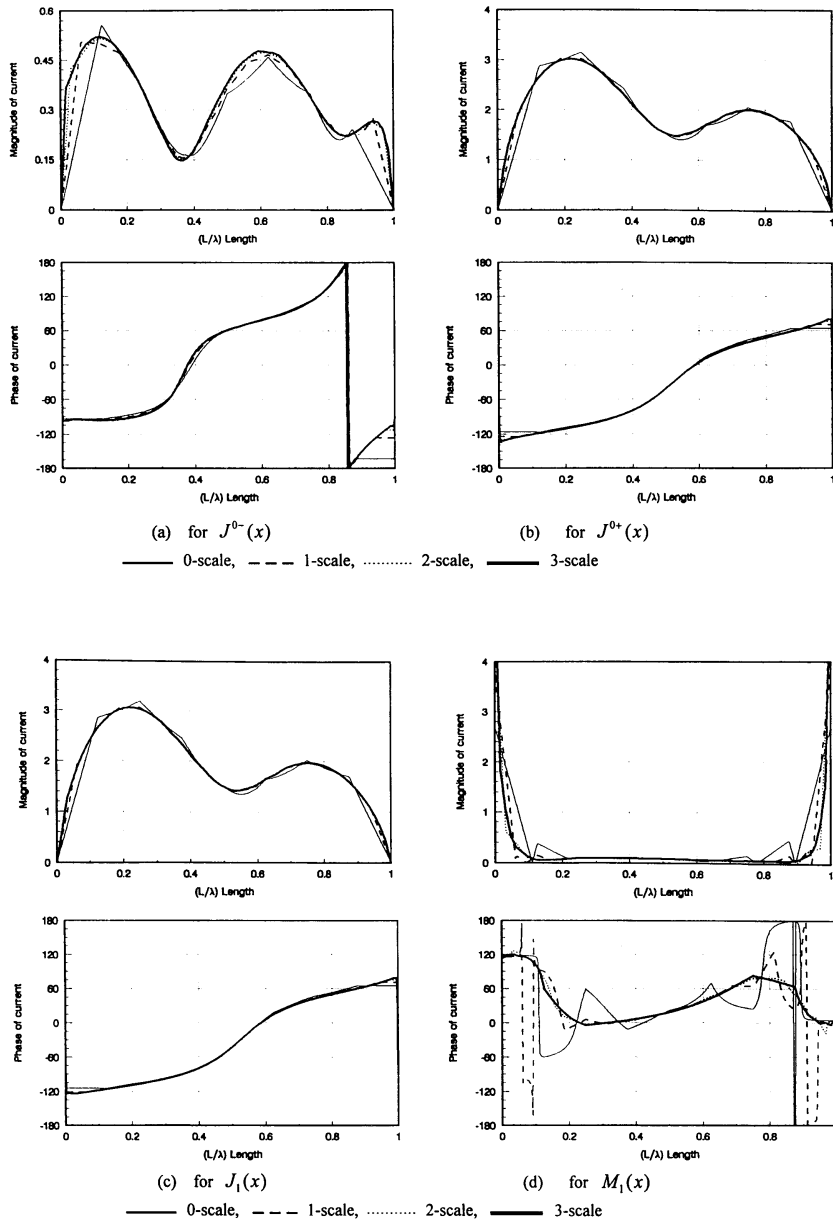 0.6
0.45
0.3
0.15
0
Magnitude of current
0 0.2 0.4 0.6 0.8 1
(L/λ) Length
4
3
2
1
0
Magnitude of current
0 0.2 0.4 0.6 0.8 1
(L/λ) Length
180
120
60
0
-60
-120
-180
Phase of current
0 0.2 0.4 0.6 0.8 1
(L/λ) Length
180
120
60
0
-60
-120
-180
Phase of current
0 0.2 0.4 0.6 0.8 1
(L/λ) Length
(a) for J⁰⁻(x)
(b) for J⁰⁺(x)
0-scale, 1-scale, 2-scale, 3-scale
4
3
2
1
0
Magnitude of current
0 0.2 0.4 0.6 0.8 1
(L/λ) Length
4
3
2
1
0
Magnitude of current
0 0.2 0.4 0.6 0.8 1
(L/λ) Length
180
120
60
0
-60
-120
-180
Phase of current
0 0.2 0.4 0.6 0.8 1
(L/λ) Length
180
120
60
0
-60
-120
-180
Phase of current
0 0.2 0.4 0.6 0.8 1
(L/λ) Length
(c) for J₁(x)
(d) for M₁(x)
0-scale, 1-scale, 2-scale, 3-scale